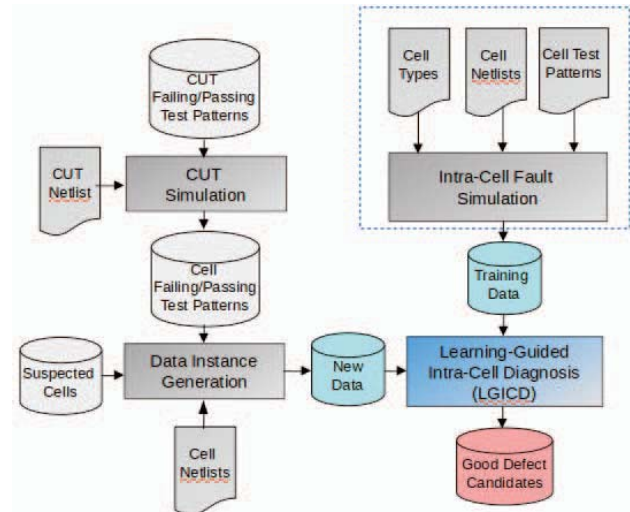 CUT
Failing/Passing
Test Patterns
CUT
Netlist
CUT
Simulation
Cell
Failing/Passing
Test Patterns
Suspected
Cells
Data Instance
Generation
Cell
Netlists
New
Data
Cell
Types
Cell
Netlists
Cell Test
Patterns
Intra-Cell Fault
Simulation
Training
Data
Learning-Guided
Intra-Cell Diagnosis
(LGICD)
Good Defect
Candidates